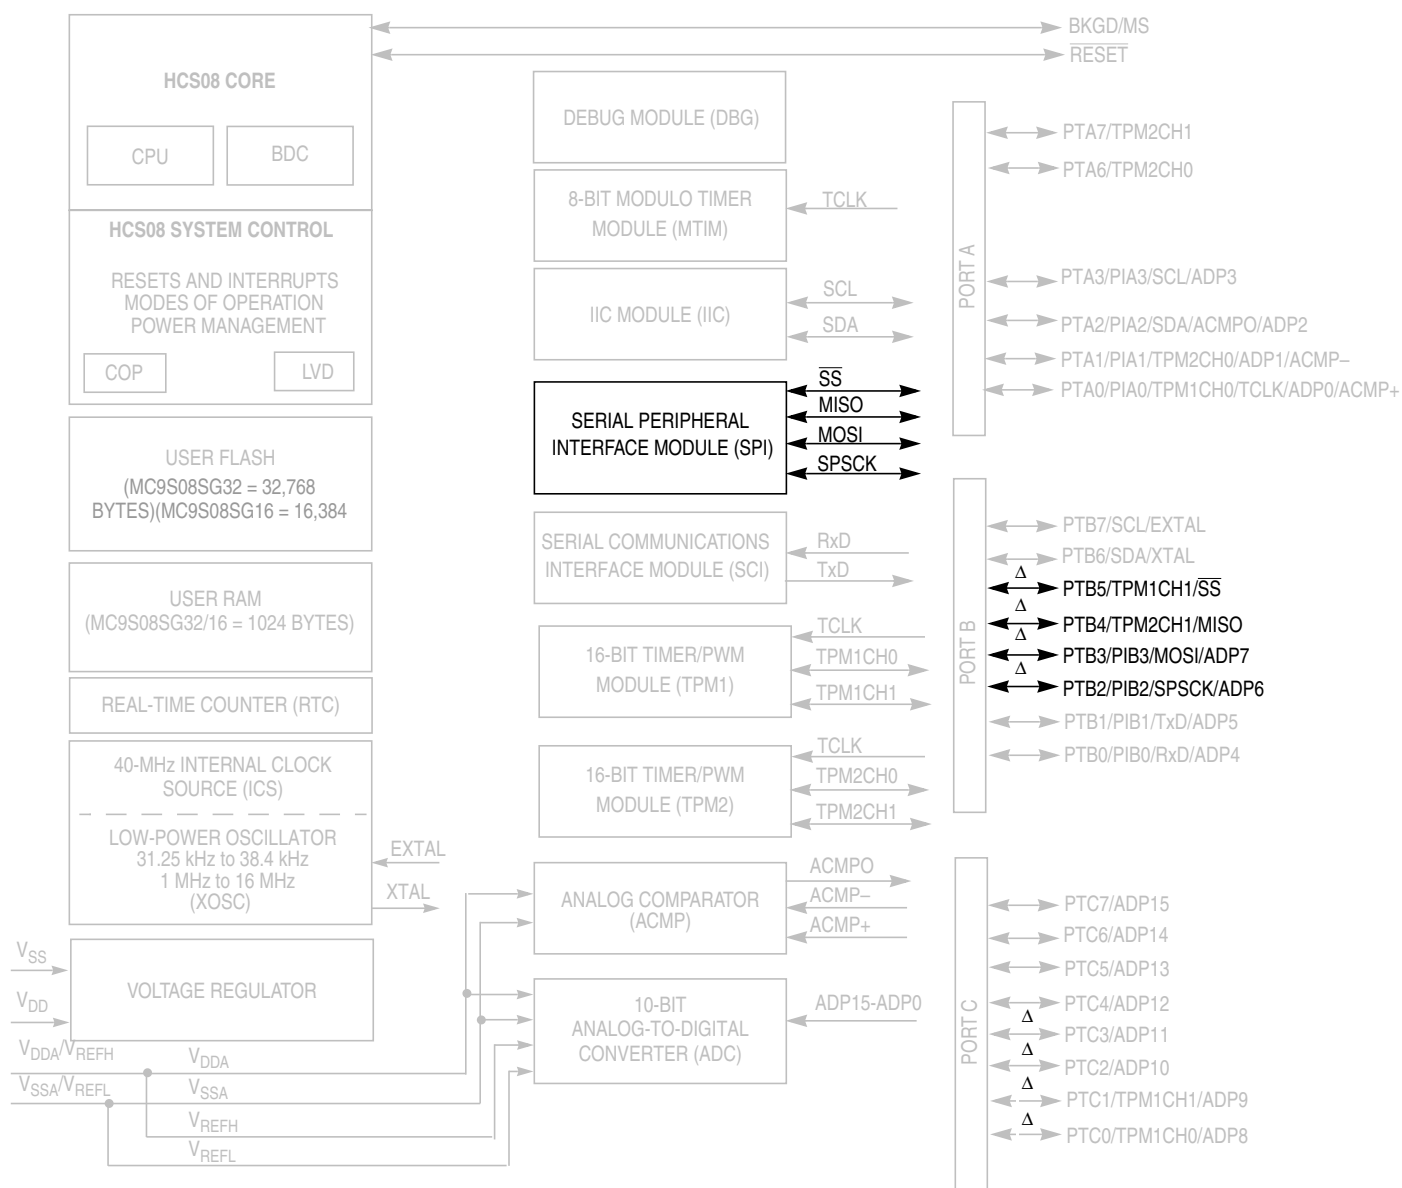 BKGD/MS
RESET
HCS08 CORE
CPU
BDC
HCS08 SYSTEM CONTROL
RESETS AND INTERRUPTS
MODES OF OPERATION
POWER MANAGEMENT
COP
LVD
USER FLASH
(MC9S08SG32 = 32,768
BYTES)(MC9S08SG16 = 16,384
USER RAM
(MC9S08SG32/16 = 1024 BYTES)
REAL-TIME COUNTER (RTC)
40-MHz INTERNAL CLOCK
SOURCE (ICS)
LOW-POWER OSCILLATOR
31.25 kHz to 38.4 kHz
1 MHz to 16 MHz
(XOSC)
EXTAL
XTAL
VSS
VDD
VOLTAGE REGULATOR
VDDA/VREFH
VSSA/VREFL
VDDA
VSSA
VREFH
VREFL
DEBUG MODULE (DBG)
8-BIT MODULO TIMER
MODULE (MTIM)
TCLK
IIC MODULE (IIC)
SCL
SDA
SERIAL PERIPHERAL
INTERFACE MODULE (SPI)
SS
MISO
MOSI
SPSCK
SERIAL COMMUNICATIONS
INTERFACE MODULE (SCI)
RxD
TxD
16-BIT TIMER/PWM
MODULE (TPM1)
TCLK
TPM1CH0
TPM1CH1
16-BIT TIMER/PWM
MODULE (TPM2)
TCLK
TPM2CH0
TPM2CH1
ANALOG COMPARATOR
(ACMP)
ACMPO
ACMP–
ACMP+
10-BIT
ANALOG-TO-DIGITAL
CONVERTER (ADC)
ADP15-ADP0
PORT A
PTA7/TPM2CH1
PTA6/TPM2CH0
PTA3/PIA3/SCL/ADP3
PTA2/PIA2/SDA/ACMPO/ADP2
PTA1/PIA1/TPM2CH0/ADP1/ACMP–
PTA0/PIA0/TPM1CH0/TCLK/ADP0/ACMP+
PORT B
PTB7/SCL/EXTAL
PTB6/SDA/XTAL
Δ PTB5/TPM1CH1/SS
Δ PTB4/TPM2CH1/MISO
Δ PTB3/PIB3/MOSI/ADP7
Δ PTB2/PIB2/SPSCK/ADP6
PTB1/PIB1/TxD/ADP5
PTB0/PIB0/RxD/ADP4
PORT C
PTC7/ADP15
PTC6/ADP14
PTC5/ADP13
PTC4/ADP12
Δ PTC3/ADP11
Δ PTC2/ADP10
Δ PTC1/TPM1CH1/ADP9
Δ PTC0/TPM1CH0/ADP8